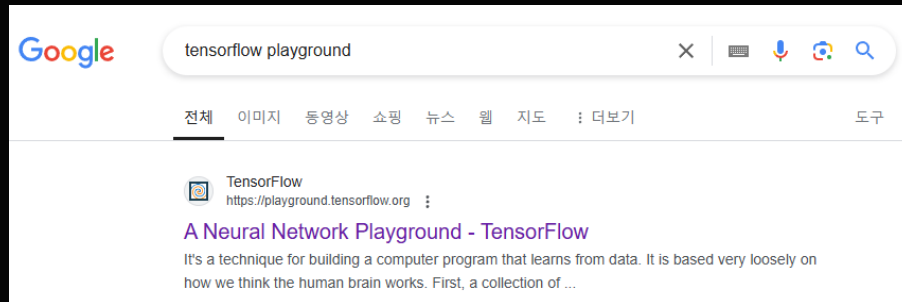 Google
tensorflow playground
전체 이미지 동영상 쇼핑 뉴스 웹 지도 더보기 도구
TensorFlow
https://playground.tensorflow.org
A Neural Network Playground - TensorFlow
It's a technique for building a computer program that learns from data. It is based very loosely on
how we think the human brain works. First, a collection of ...